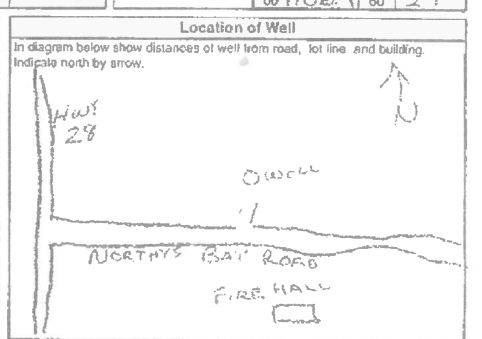 Location of Well
In diagram below show distances of well from road, lot line and building.
Indicate north by arrow.
N
HWY
28
O WELL
NORTHY'S BAY ROAD
FIRE HALL